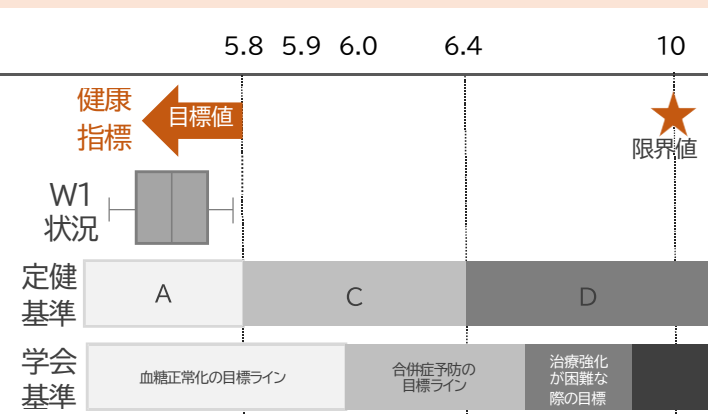 5.8 5.9 6.0 6.4 10
健康
指標
目標値
限界値
W1
状況
定健
基準
A
C
D
学会
基準
血糖正常化の目標ライン
合併症予防の
目標ライン
治療強化
が困難な
際の目標